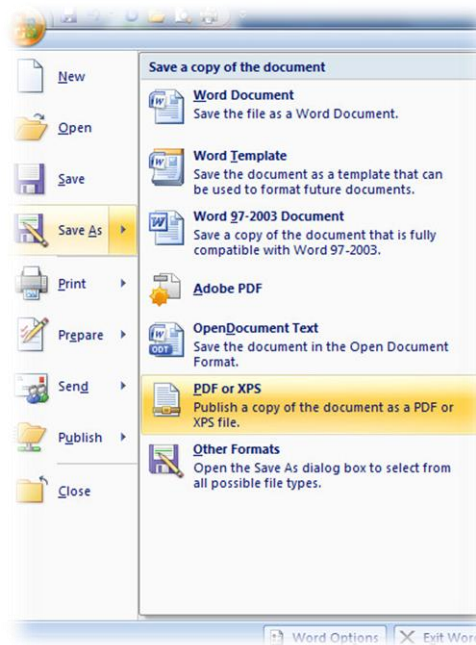 New
Open
Save
Save As
Print
Prepare
Send
Publish
Close
Save a copy of the document
Word Document
Save the file as a Word Document.
Word Template
Save the document as a template that can
be used to format future documents.
Word 97-2003 Document
Save a copy of the document that is fully
compatible with Word 97-2003.
Adobe PDF
OpenDocument Text
Save the document in the Open Document
Format.
PDF or XPS
Publish a copy of the document as a PDF or
XPS file.
Other Formats
Open the Save As dialog box to select from
all possible file types.
Word Options
Exit Wor